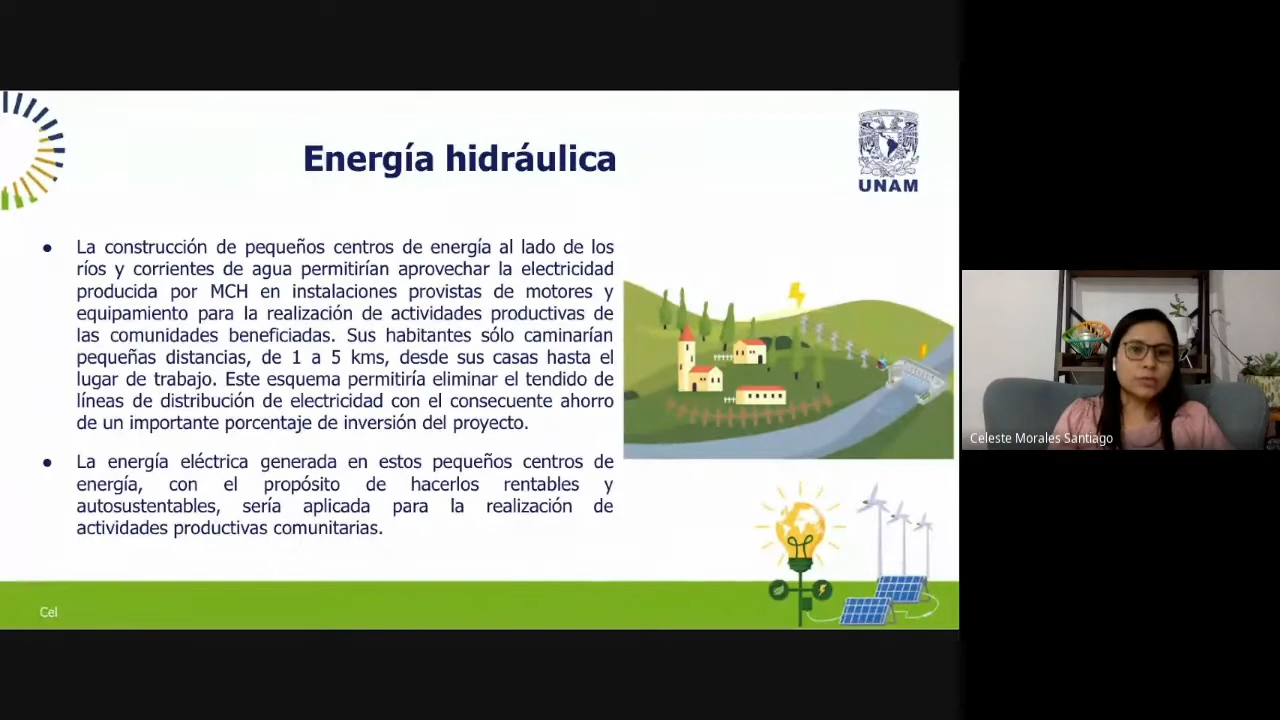 Energía hidráulica
UNAM
● La construcción de pequeños centros de energía al lado de los
ríos y corrientes de agua permitirían aprovechar la electricidad
producida por MCH en instalaciones provistas de motores y
equipamiento para la realización de actividades productivas de
las comunidades beneficiadas. Sus habitantes sólo caminarían
pequeñas distancias, de 1 a 5 kms, desde sus casas hasta el
lugar de trabajo. Este esquema permitiría eliminar el tendido de
líneas de distribución de electricidad con el consecuente ahorro
de un importante porcentaje de inversión del proyecto.
● La energía eléctrica generada en estos pequeños centros de
energía, con el propósito de hacerlos rentables y
autosustentables, sería aplicada para la realización de
actividades productivas comunitarias.
Cel
Celeste Morales Santiago